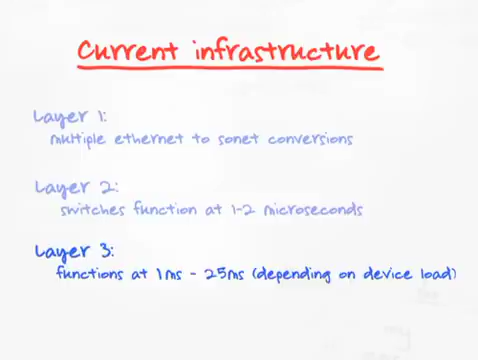 Current infrastructure
Layer 1:
multiple ethernet to sonet conversions
Layer 2:
switches function at 1-2 microseconds
Layer 3:
functions at 1ms - 25ms (depending on device load)